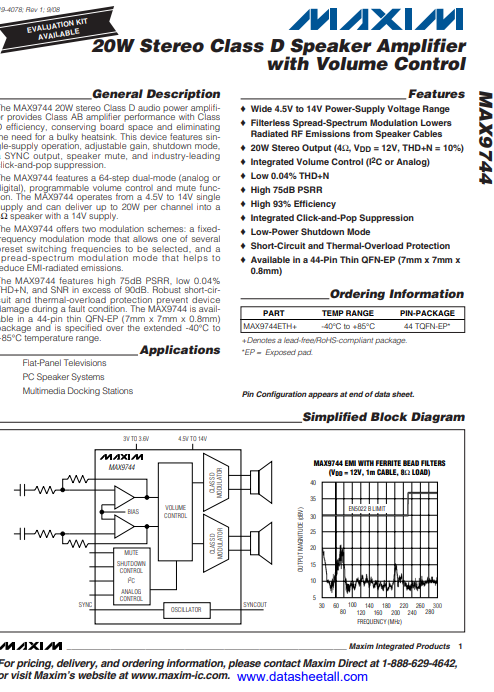 19-4078; Rev 1; 9/08
EVALUATION KIT
AVAILABLE
MAXIM
20W Stereo Class D Speaker Amplifier
with Volume Control
General Description
The MAX9744 20W stereo Class D audio power amplifi-
er provides Class AB amplifier performance with Class
D efficiency, conserving board space and eliminating
the need for a bulky heatsink. This device features sin-
gle-supply operation, adjustable gain, shutdown mode,
a SYNC output, speaker mute, and industry-leading
click-and-pop suppression.
The MAX9744 features a 64-step dual-mode (analog or
digital), programmable volume control and mute func-
tion. The MAX9744 operates from a 4.5V to 14V single
supply and can deliver up to 20W per channel into a
4Ω speaker with a 14V supply.
The MAX9744 offers two modulation schemes: a fixed-
frequency modulation mode that allows one of several
preset switching frequencies to be selected, and a
spread-spectrum modulation mode that helps to
reduce EMI-radiated emissions.
The MAX9744 features high 75dB PSRR, low 0.04%
THD+N, and SNR in excess of 90dB. Robust short-cir-
cuit and thermal-overload protection prevent device
damage during a fault condition. The MAX9744 is avail-
able in a 44-pin thin QFN-EP (7mm x 7mm x 0.8mm)
package and is specified over the extended -40°C to
+85°C temperature range.
Applications
Flat-Panel Televisions
PC Speaker Systems
Multimedia Docking Stations
Features
♦ Wide 4.5V to 14V Power-Supply Voltage Range
♦ Filterless Spread-Spectrum Modulation Lowers
Radiated RF Emissions from Speaker Cables
♦ 20W Stereo Output (4Ω, VDD = 12V, THD+N = 10%)
♦ Integrated Volume Control (I2C or Analog)
♦ Low 0.04% THD+N
♦ High 75dB PSRR
♦ High 93% Efficiency
♦ Integrated Click-and-Pop Suppression
♦ Low-Power Shutdown Mode
♦ Short-Circuit and Thermal-Overload Protection
♦ Available in a 44-Pin Thin QFN-EP (7mm x 7mm x
0.8mm)
Ordering Information
PART TEMP RANGE PIN-PACKAGE
MAX9744ETH+ -40°C to +85°C 44 TQFN-EP*
+Denotes a lead-free/RoHS-compliant package.
*EP = Exposed pad.
Pin Configuration appears at end of data sheet.
MAX9744
Simplified Block Diagram
3V TO 3.6V 4.5V TO 14V
MAXIM
MAX9744
BIAS
VOLUME
CONTROL
CLASS D
MODULATOR
CLASS D
MODULATOR
MUTE
SHUTDOWN
CONTROL
I2C
ANALOG
CONTROL
SYNC
OSCILLATOR
SYNCOUT
MAX9744 EMI WITH FERRITE BEAD FILTERS
(VDD = 12V, 1m CABLE, 8Ω LOAD)
OUTPUT MAGNITUDE (dBV)
40
35
30
25
20
15
10
5
EN5022 B LIMIT
30 60 100 140 180 220 260 300
80 120 160 200 240 280
FREQUENCY (MHz)
MAXIM
Maxim Integrated Products 1
For pricing, delivery, and ordering information, please contact Maxim Direct at 1-888-629-4642,
or visit Maxim's website at www.maxim-ic.com.
www.datasheetall.com